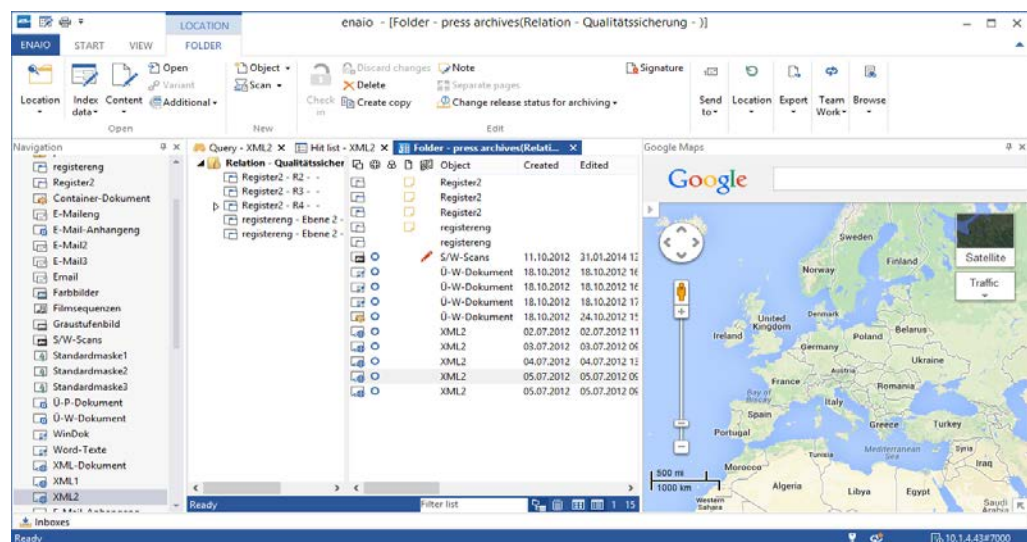 LOCATION
enaio - [Folder - press archives(Relation - Qualitätssicherung - )]
ENAIO START VIEW FOLDER
Location
Index data
Content
Open
Variant
Additional
Open
Object
Scan
New
Check in
Discard changes
Delete
Create copy
Note
Separate pages
Change release status for archiving
Edit
Signature
Send to
Location
Export
Team Work
Browse
Navigation
registereng
Register2
Container-Dokument
E-Maileng
E-Mail-Anhangeng
E-Mail2
E-Mail3
Email
Farbbilder
Filmsequenzen
Graustufenbild
S/W-Scans
Standardmaske1
Standardmaske2
Standardmaske3
Ü-P-Dokument
Ü-W-Dokument
WinDok
Word-Texte
XML-Dokument
XML1
XML2
Query - XML2 Hit list - XML2 Folder - press archives(Relati...
Relation - Qualitätssicher
Register2 - R2 - -
Register2 - R3 - -
Register2 - R4 - -
registereng - Ebene 2 -
registereng - Ebene 2 -
Object Created Edited
Register2
Register2
Register2
registereng
registereng
S/W-Scans 11.10.2012 31.01.2014 13
Ü-W-Dokument 18.10.2012 18.10.2012 16
Ü-W-Dokument 18.10.2012 18.10.2012 16
Ü-W-Dokument 18.10.2012 18.10.2012 17
Ü-W-Dokument 18.10.2012 24.10.2012 15
XML2 02.07.2012 02.07.2012 11
XML2 03.07.2012 03.07.2012 09
XML2 04.07.2012 04.07.2012 13
XML2 05.07.2012 05.07.2012 09
XML2 05.07.2012 05.07.2012 09
Ready
Filter list
1 15
Google Maps
Google
Satellite
Traffic
Sweden
Finland
Norway
Denmark
United Kingdom
Ireland
Belarus
Poland
Germany
Ukraine
Austria
France
Romania
Bay of Biscay
Italy
Spain
Greece
Turkey
Portugal
Mediterranean Sea
Syria
Tunisia
Iraq
Morocco
500 mi
1000 km
Algeria
Libya
Egypt
Western Sahara
Saudi Arabia
Inboxes
Ready
10.1.4.43#7000